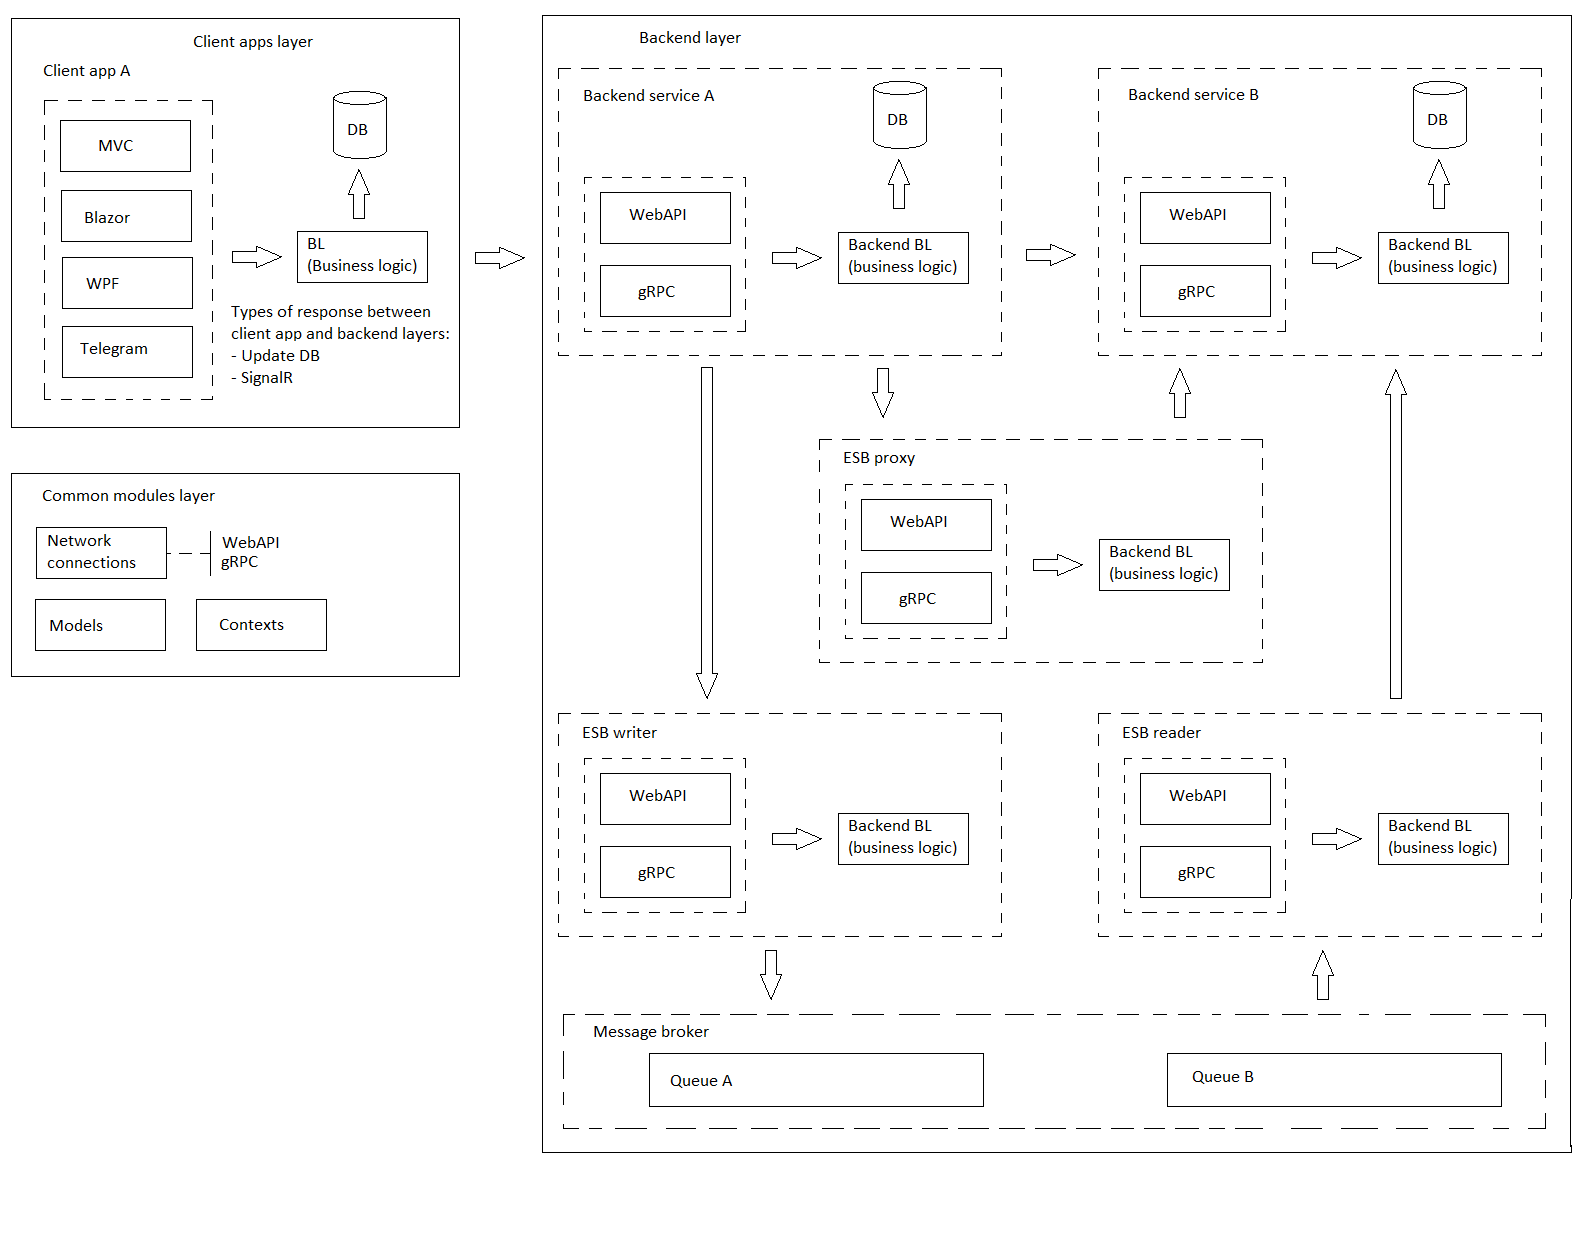 Client apps layer
Client app A
MVC
Blazor
WPF
Telegram
DB
BL
(Business logic)
Types of response between
client app and backend layers:
- Update DB
- SignalR
Common modules layer
Network
connections
WebAPI
gRPC
Models
Contexts
Backend layer
Backend service A
WebAPI
gRPC
DB
Backend BL
(business logic)
Backend service B
WebAPI
gRPC
DB
Backend BL
(business logic)
ESB proxy
WebAPI
gRPC
Backend BL
(business logic)
ESB writer
WebAPI
gRPC
Backend BL
(business logic)
ESB reader
WebAPI
gRPC
Backend BL
(business logic)
Message broker
Queue A
Queue B